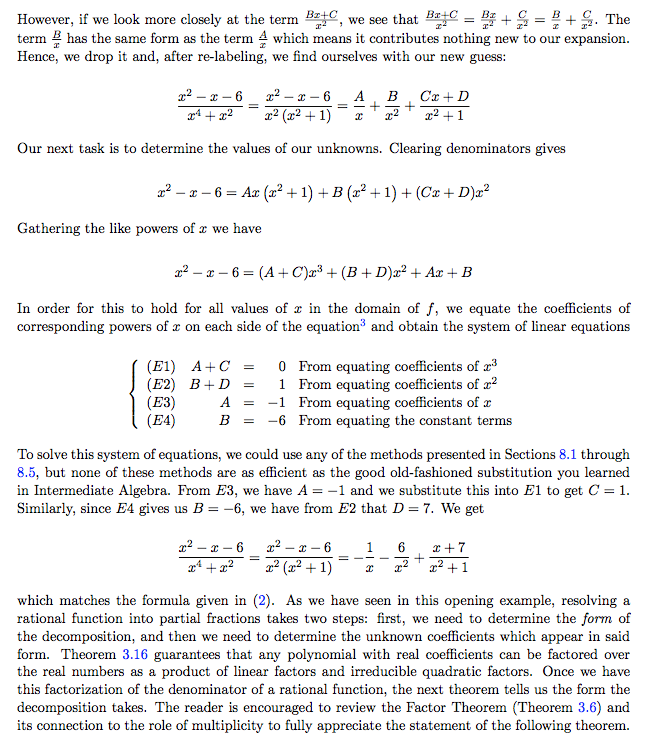 However, if we look more closely at the term $\frac{Bx+C}{x^2}$, we see that $\frac{Bx+C}{x^2} = \frac{Bx}{x^2} + \frac{C}{x^2} = \frac{B}{x} + \frac{C}{x^2}$. The
term $\frac{B}{x}$ has the same form as the term $\frac{A}{x}$ which means it contributes nothing new to our expansion.
Hence, we drop it and, after re-labeling, we find ourselves with our new guess:
$\frac{x^2 - x - 6}{x^4 + x^2} = \frac{x^2 - x - 6}{x^2 (x^2 + 1)} = \frac{A}{x} + \frac{B}{x^2} + \frac{Cx + D}{x^2 + 1}$
Our next task is to determine the values of our unknowns. Clearing denominators gives
$x^2 - x - 6 = Ax (x^2 + 1) + B (x^2 + 1) + (Cx + D)x^2$
Gathering the like powers of $x$ we have
$x^2 - x - 6 = (A + C)x^3 + (B + D)x^2 + Ax + B$
In order for this to hold for all values of $x$ in the domain of $f$, we equate the coefficients of
corresponding powers of $x$ on each side of the equation$^3$ and obtain the system of linear equations
(E1) $A + C = 0$ From equating coefficients of $x^3$
(E2) $B + D = 1$ From equating coefficients of $x^2$
(E3) $A = -1$ From equating coefficients of $x$
(E4) $B = -6$ From equating the constant terms
To solve this system of equations, we could use any of the methods presented in Sections 8.1 through
8.5, but none of these methods are as efficient as the good old-fashioned substitution you learned
in Intermediate Algebra. From $E3$, we have $A = -1$ and we substitute this into $E1$ to get $C = 1$.
Similarly, since $E4$ gives us $B = -6$, we have from $E2$ that $D = 7$. We get
$\frac{x^2 - x - 6}{x^4 + x^2} = \frac{x^2 - x - 6}{x^2 (x^2 + 1)} = -\frac{1}{x} - \frac{6}{x^2} + \frac{x + 7}{x^2 + 1}$
which matches the formula given in (2). As we have seen in this opening example, resolving a
rational function into partial fractions takes two steps: first, we need to determine the form of
the decomposition, and then we need to determine the unknown coefficients which appear in said
form. Theorem 3.16 guarantees that any polynomial with real coefficients can be factored over
the real numbers as a product of linear factors and irreducible quadratic factors. Once we have
this factorization of the denominator of a rational function, the next theorem tells us the form the
decomposition takes. The reader is encouraged to review the Factor Theorem (Theorem 3.6) and
its connection to the role of multiplicity to fully appreciate the statement of the following theorem.